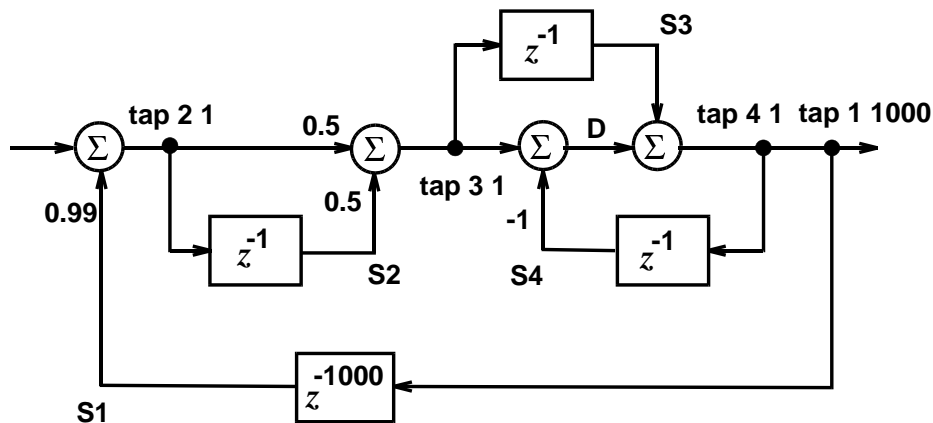 z^-1
S3
tap 2 1
0.5
D
tap 4 1
tap 1 1000
Σ
Σ
Σ
Σ
tap 3 1
0.99
0.5
-1
z^-1
S2
S4
z^-1
z^-1000
S1